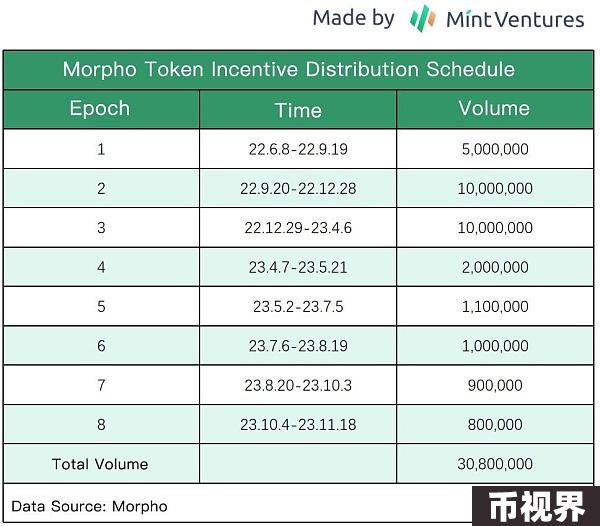 Made by Mint Ventures
Morpho Token Incentive Distribution Schedule
Epoch Time Volume
1 22.6.8-22.9.19 5,000,000
2 22.9.20-22.12.28 10,000,000
3 22.12.29-23.4.6 10,000,000
4 23.4.7-23.5.21 2,000,000
5 23.5.2-23.7.5 1,100,000
6 23.7.6-23.8.19 1,000,000
7 23.8.20-23.10.3 900,000
8 23.10.4-23.11.18 800,000
Total Volume 30,800,000
Data Source: Morpho
币视界